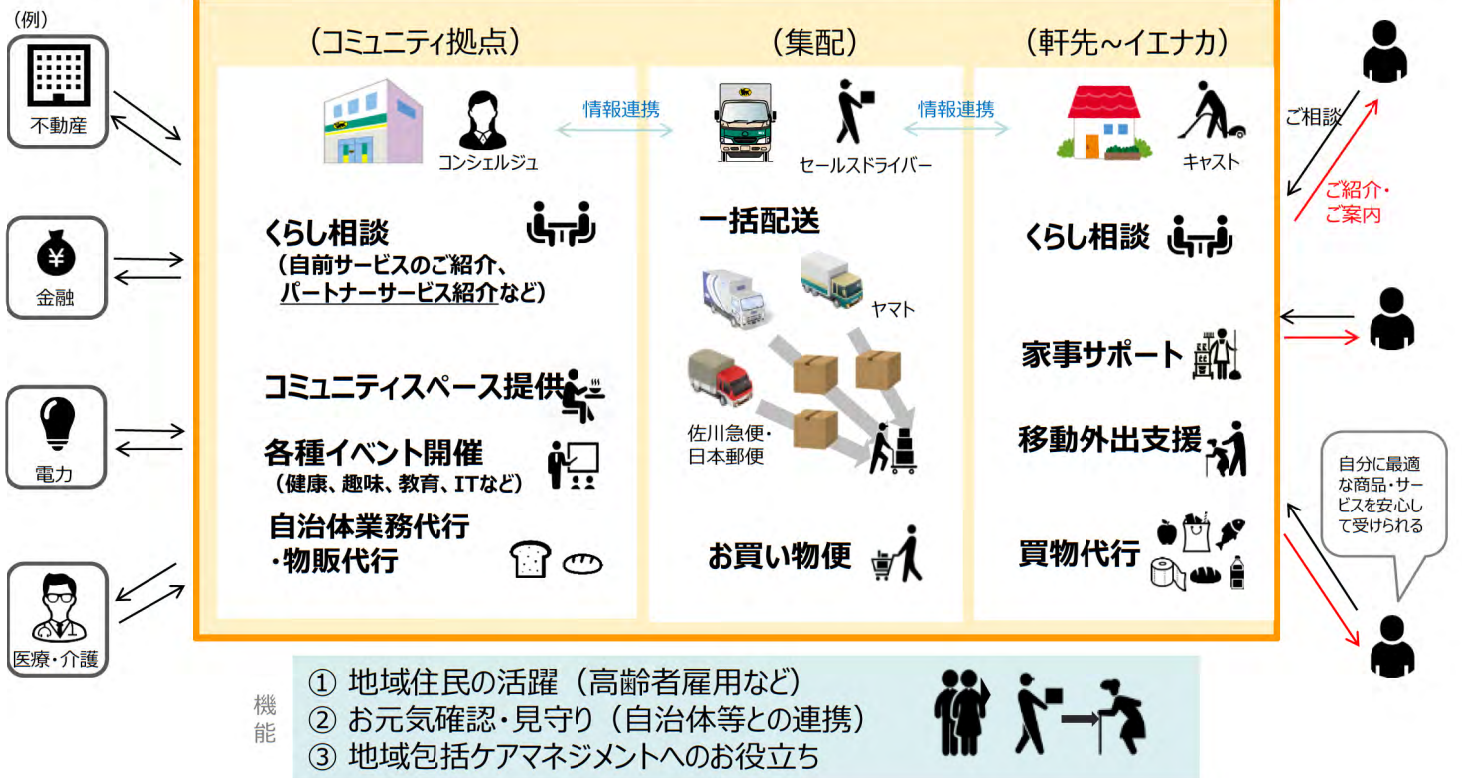 （例）
不動産
金融
電力
医療・介護
（コミュニティ拠点）
コンシェルジュ
くらし相談
（自前サービスのご紹介、
パートナーサービス紹介など）
コミュニティスペース提供
各種イベント開催
（健康、趣味、教育、ITなど）
自治体業務代行
・物販代行
情報連携
（集配）
セールスドライバー
一括配送
ヤマト
佐川急便・
日本郵便
お買い物便
情報連携
（軒先～イエナカ）
キャスト
くらし相談
家事サポート
移動外出支援
買物代行
ご相談
ご紹介・
ご案内
自分に最適
な商品・サー
ビスを安心し
て受けられる
機
能
① 地域住民の活躍（高齢者雇用など）
② お元気確認・見守り（自治体等との連携）
③ 地域包括ケアマネジメントへのお役立ち